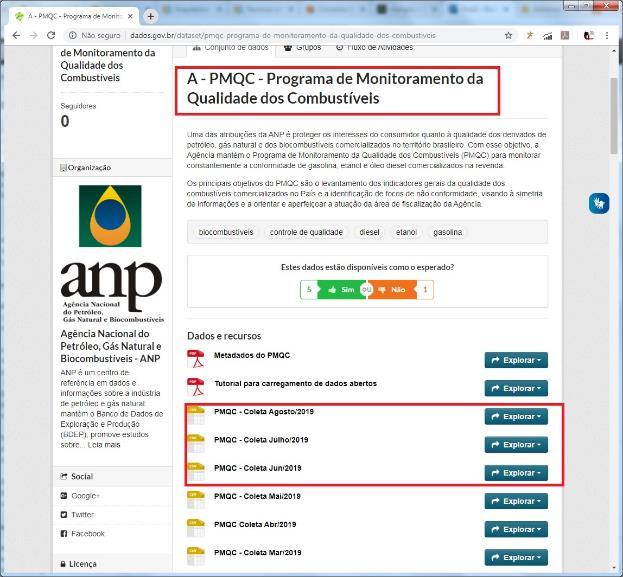 A - PMQC - Programa de Monito
Não seguro | dados.gov.br/dataset/pmqc-programa-de-monitoramento-da-qualidade-dos-combustiveis
de Monitoramento da
Qualidade dos
Combustíveis
Seguidores
0
Organização
anp
Agência Nacional
do Petróleo,
Gás Natural e Biocombustíveis
Agência Nacional do
Petróleo, Gás Natural e
Biocombustíveis - ANP
ANP é um centro de
referência em dados e
informações sobre a indústria
de petróleo e gás natural:
mantém o Banco de Dados de
Exploração e Produção
(BDEP), promove estudos
sobre... Leia mais
Social
Google+
Twitter
Facebook
Licença
Conjunto de dados
Grupos
Fluxo de Atividades
A - PMQC - Programa de Monitoramento da
Qualidade dos Combustíveis
Uma das atribuições da ANP é proteger os interesses do consumidor quanto à qualidade dos derivados de
petróleo, gás natural e dos biocombustíveis comercializados no território brasileiro. Com esse objetivo, a
Agência mantém o Programa de Monitoramento da Qualidade dos Combustíveis (PMQC) para monitorar
constantemente a conformidade de gasolina, etanol e óleo diesel comercializados na revenda.
Os principais objetivos do PMQC são o levantamento dos indicadores gerais da qualidade dos
combustíveis comercializados no País e a identificação de focos de não conformidade, visando à simetria
de informações e a orientar e aperfeiçoar a atuação da área de fiscalização da Agência.
biocombustíveis
controle de qualidade
diesel
etanol
gasolina
Estes dados estão disponíveis como o esperado?
5 Sim ou Não 1
Dados e recursos
Metadados do PMQC
Explorar
Tutorial para carregamento de dados abertos
Explorar
PMQC - Coleta Agosto/2019
Explorar
PMQC - Coleta Julho/2019
Explorar
PMQC - Coleta Jun/2019
Explorar
PMQC - Coleta Mai/2019
Explorar
PMQC Coleta Abr/2019
Explorar
PMQC - Coleta Mar/2019
Explorar